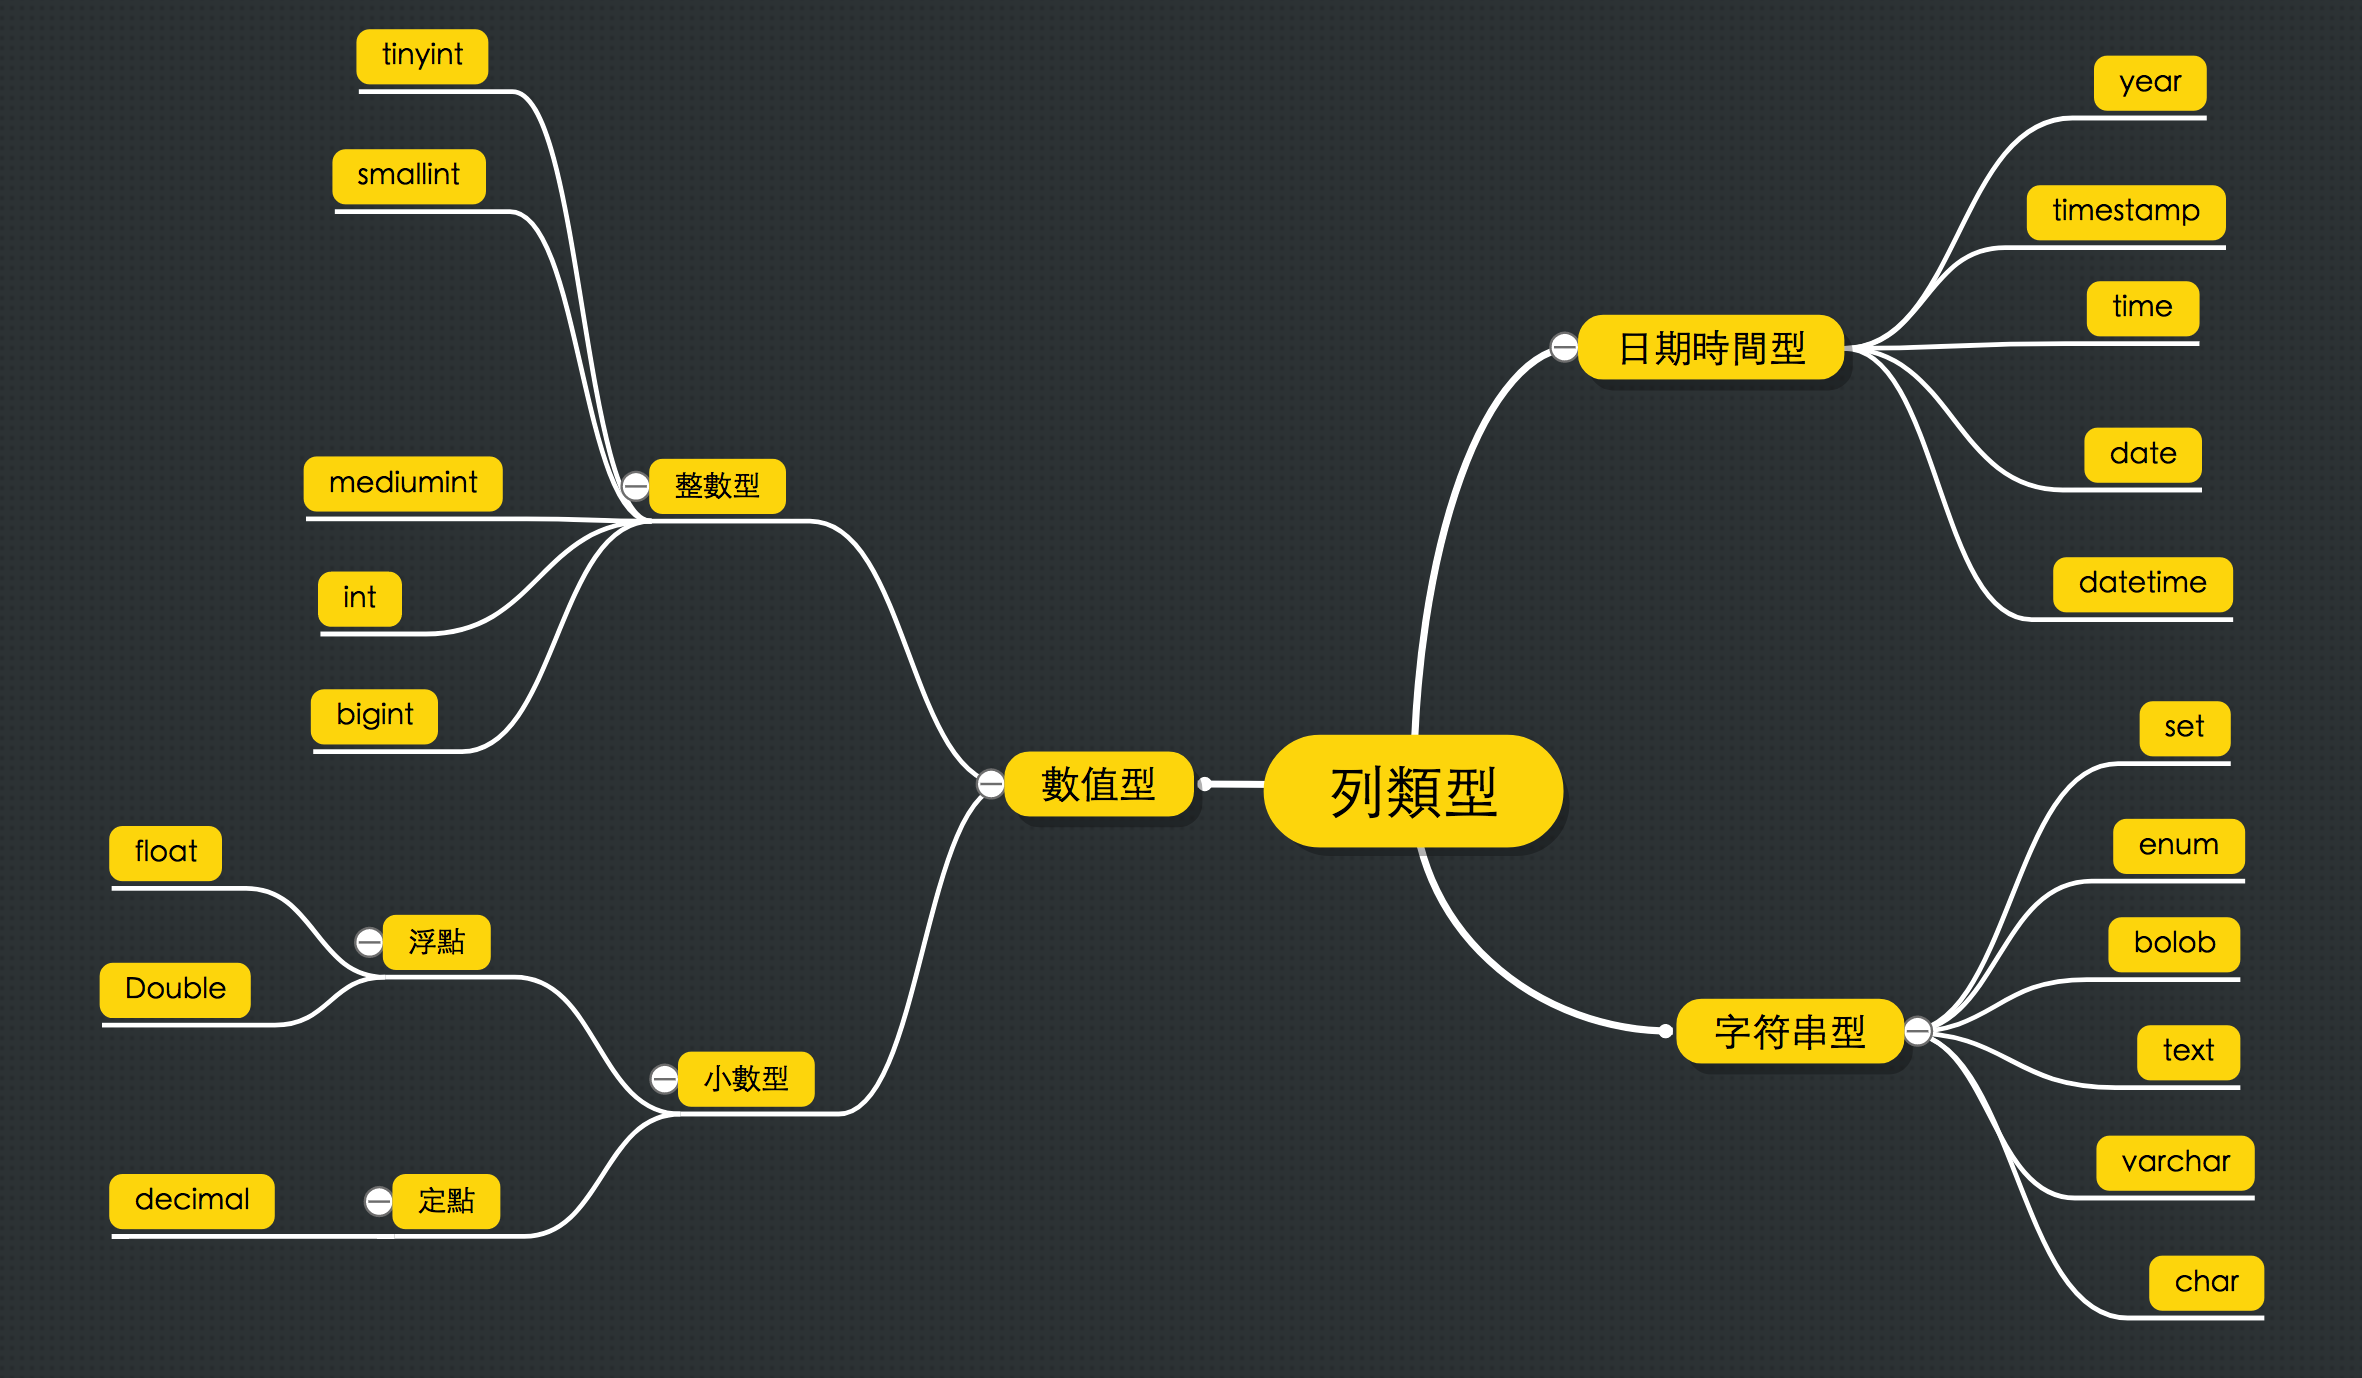 列類型
數值型
整數型
tinyint
smallint
mediumint
int
bigint
小數型
浮點
float
Double
定點
decimal
日期時間型
year
timestamp
time
date
datetime
字符串型
set
enum
bolob
text
varchar
char